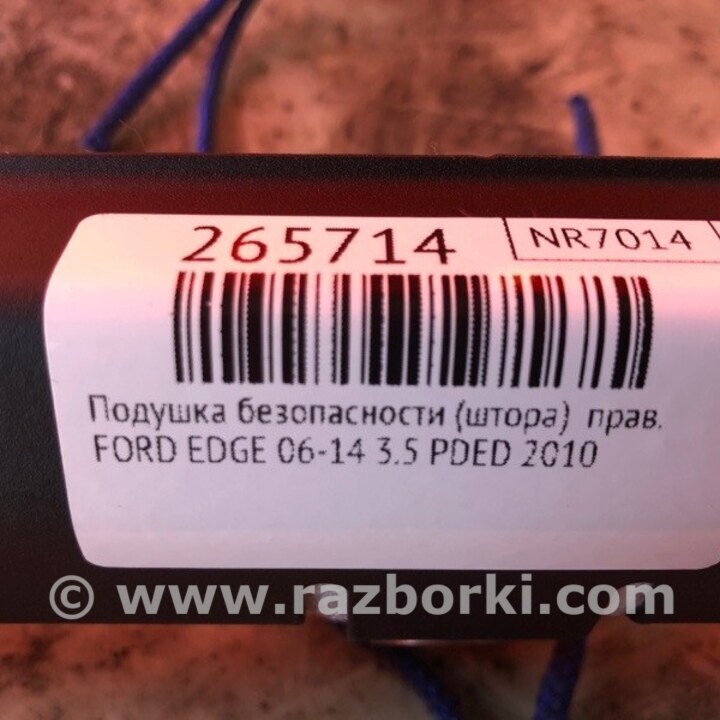 265714
NR7014
Подушка безопасности (штора) прав.
FORD EDGE 06-14 3.5 PDED 2010
© www.razborki.com